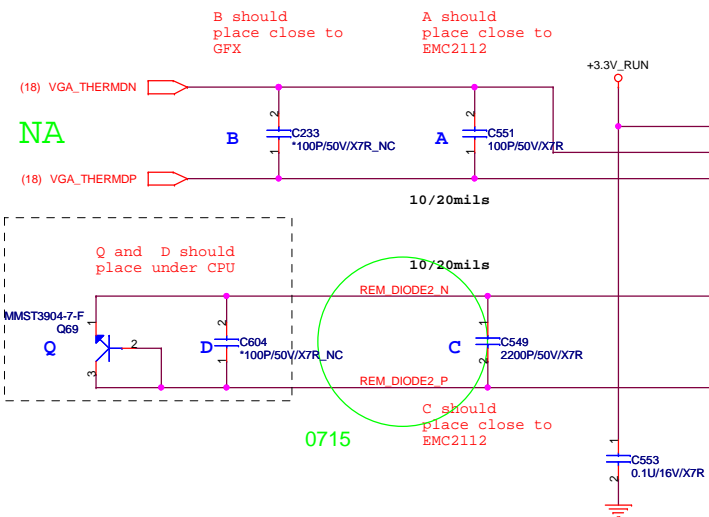 B should
place close to
GFX
A should
place close to
EMC2112
+3.3V_RUN
(18) VGA_THERMDN
NA
B
2
1
C233
*100P/50V/X7R_NC
A
2
1
C551
100P/50V/X7R
(18) VGA_THERMDP
10/20mils
Q and D should
place under CPU
10/20mils
REM_DIODE2_N
MMST3904-7-F
Q69
1
2
3
Q
D
2
1
C604
*100P/50V/X7R_NC
C
1
2
C549
2200P/50V/X7R
REM_DIODE2_P
C should
place close to
EMC2112
0715
1
2
C553
0.1U/16V/X7R